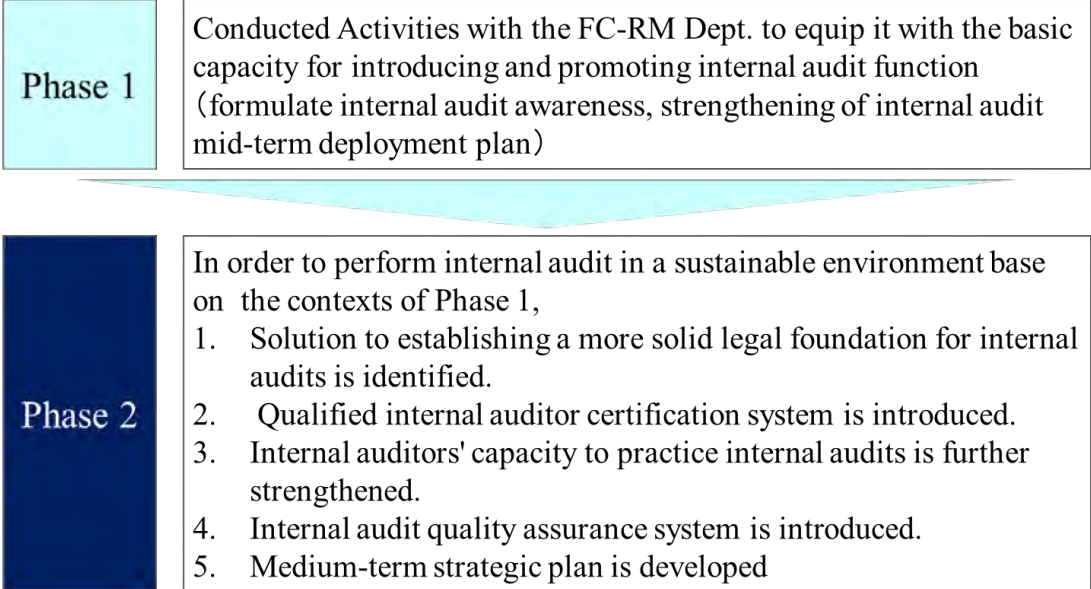 Phase 1
Conducted Activities with the FC-RM Dept. to equip it with the basic
capacity for introducing and promoting internal audit function
（formulate internal audit awareness, strengthening of internal audit
mid-term deployment plan）
Phase 2
In order to perform internal audit in a sustainable environment base
on the contexts of Phase 1,
1. Solution to establishing a more solid legal foundation for internal
audits is identified.
2. Qualified internal auditor certification system is introduced.
3. Internal auditors' capacity to practice internal audits is further
strengthened.
4. Internal audit quality assurance system is introduced.
5. Medium-term strategic plan is developed